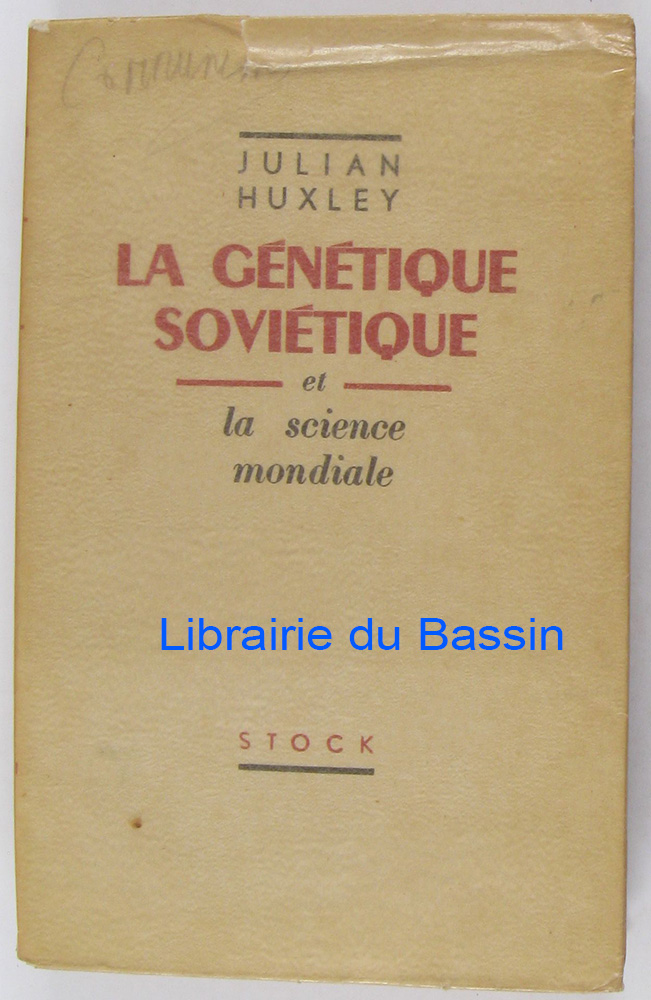 JULIAN
HUXLEY
LA GÉNÉTIQUE
SOVIÉTIQUE
et
la science
mondiale
Librairie du Bassin
STOCK